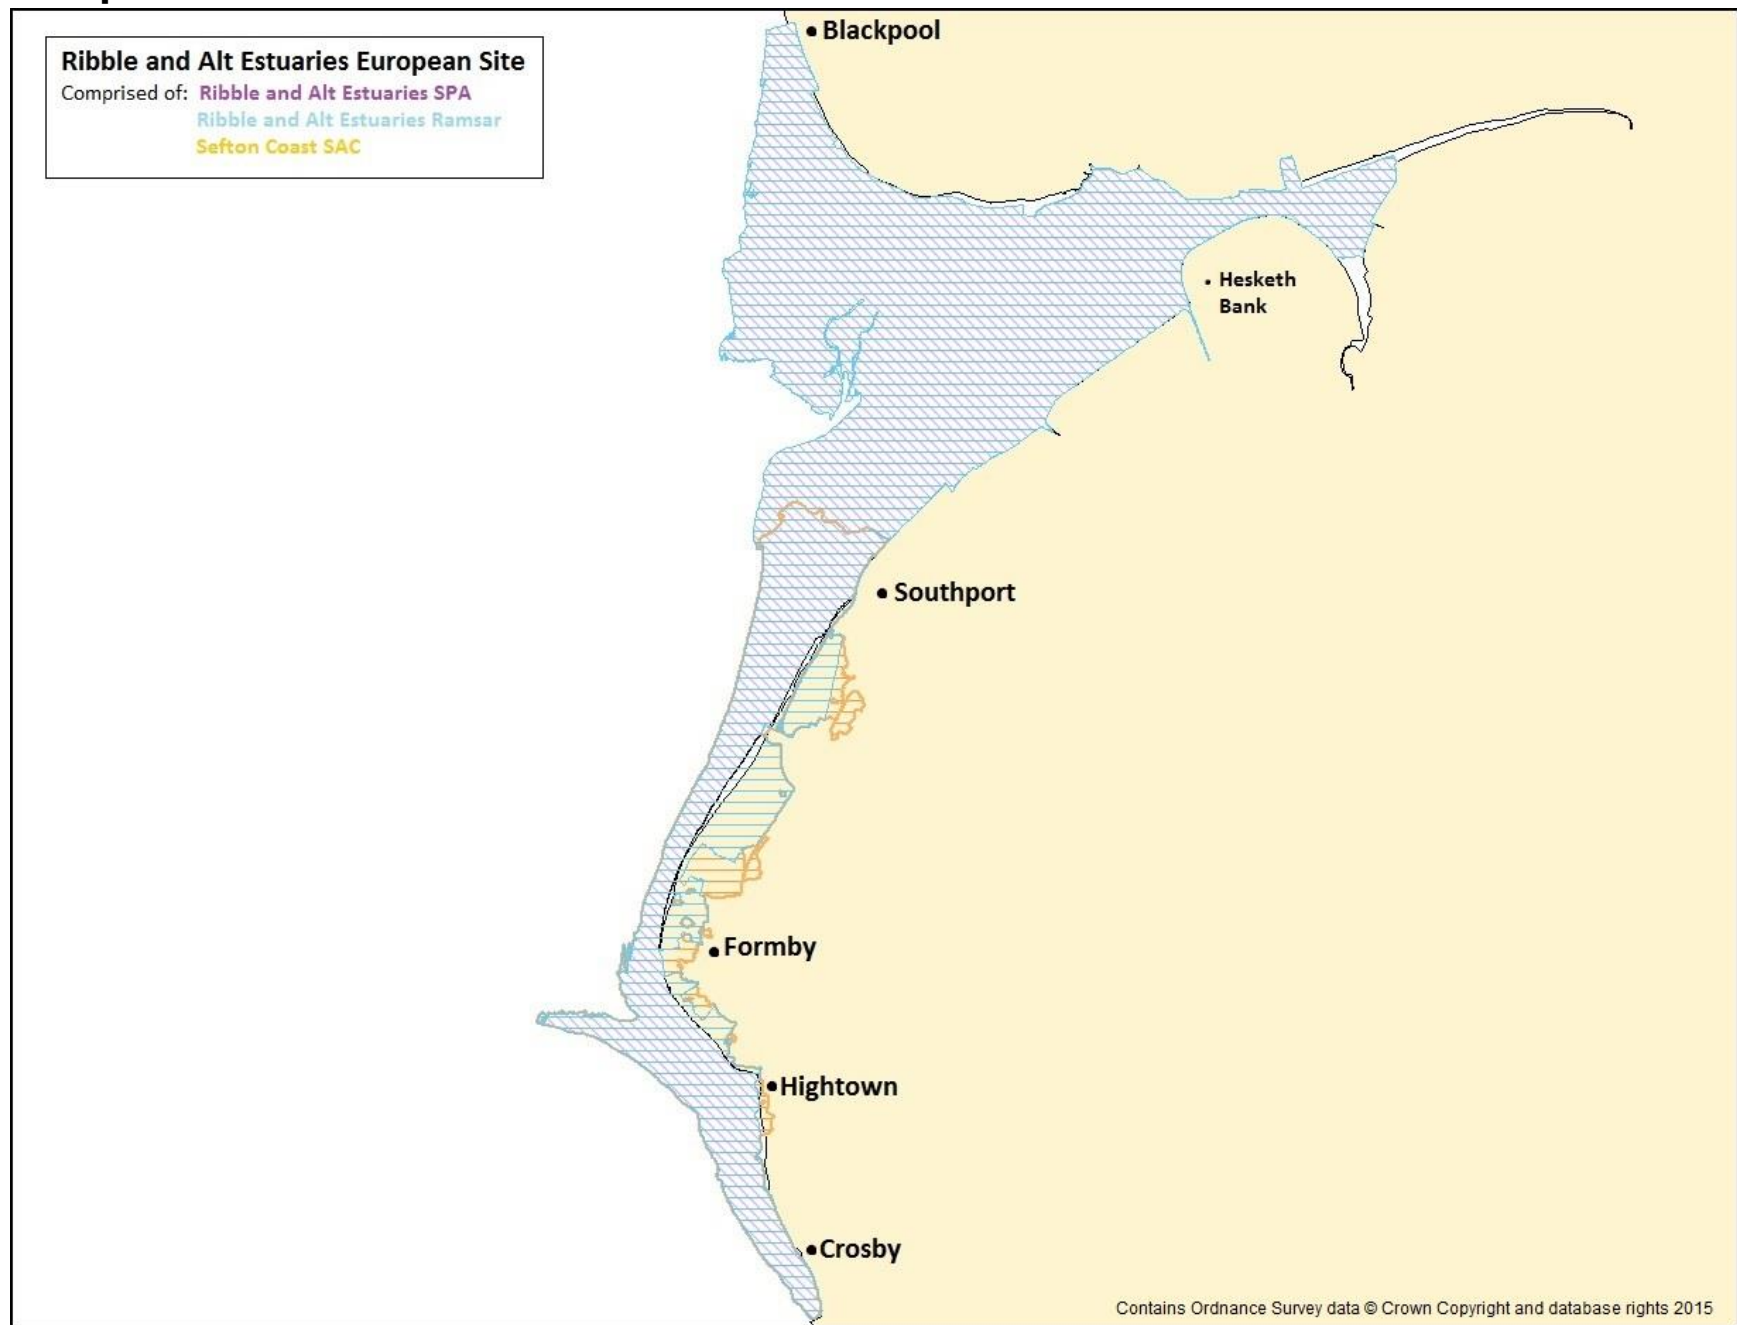 Ribble and Alt Estuaries European Site
Comprised of: Ribble and Alt Estuaries SPA
Ribble and Alt Estuaries Ramsar
Sefton Coast SAC
Blackpool
Hesketh
Bank
Southport
Formby
Hightown
Crosby
Contains Ordnance Survey data © Crown Copyright and database rights 2015